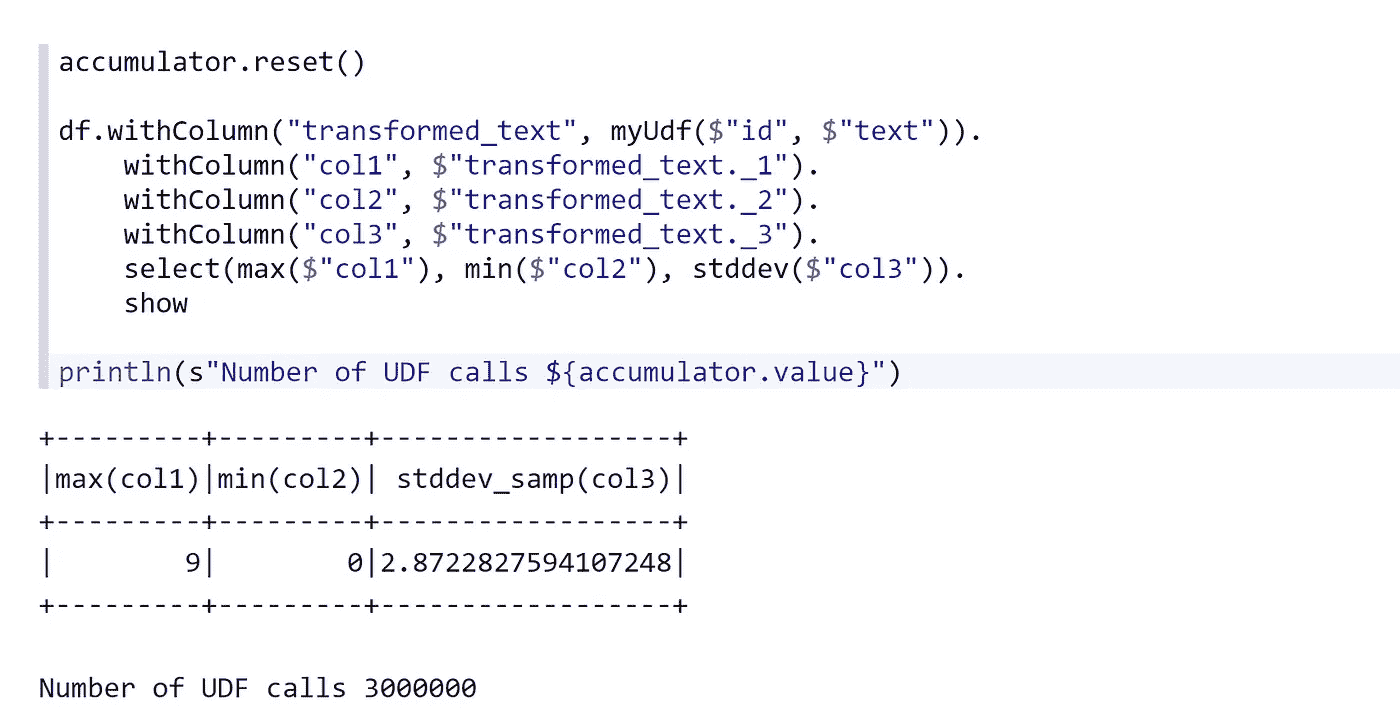 accumulator.reset()
df.withColumn("transformed_text", myUdf($"id", $"text")).
    withColumn("col1", $"transformed_text._1").
    withColumn("col2", $"transformed_text._2").
    withColumn("col3", $"transformed_text._3").
    select(max($"col1"), min($"col2"), stddev($"col3")).
    show
println(s"Number of UDF calls ${accumulator.value}")
+---------+---------+------------------+
|max(col1)|min(col2)| stddev_samp(col3)|
+---------+---------+------------------+
|        9|        0|2.8722827594107248|
+---------+---------+------------------+
Number of UDF calls 3000000